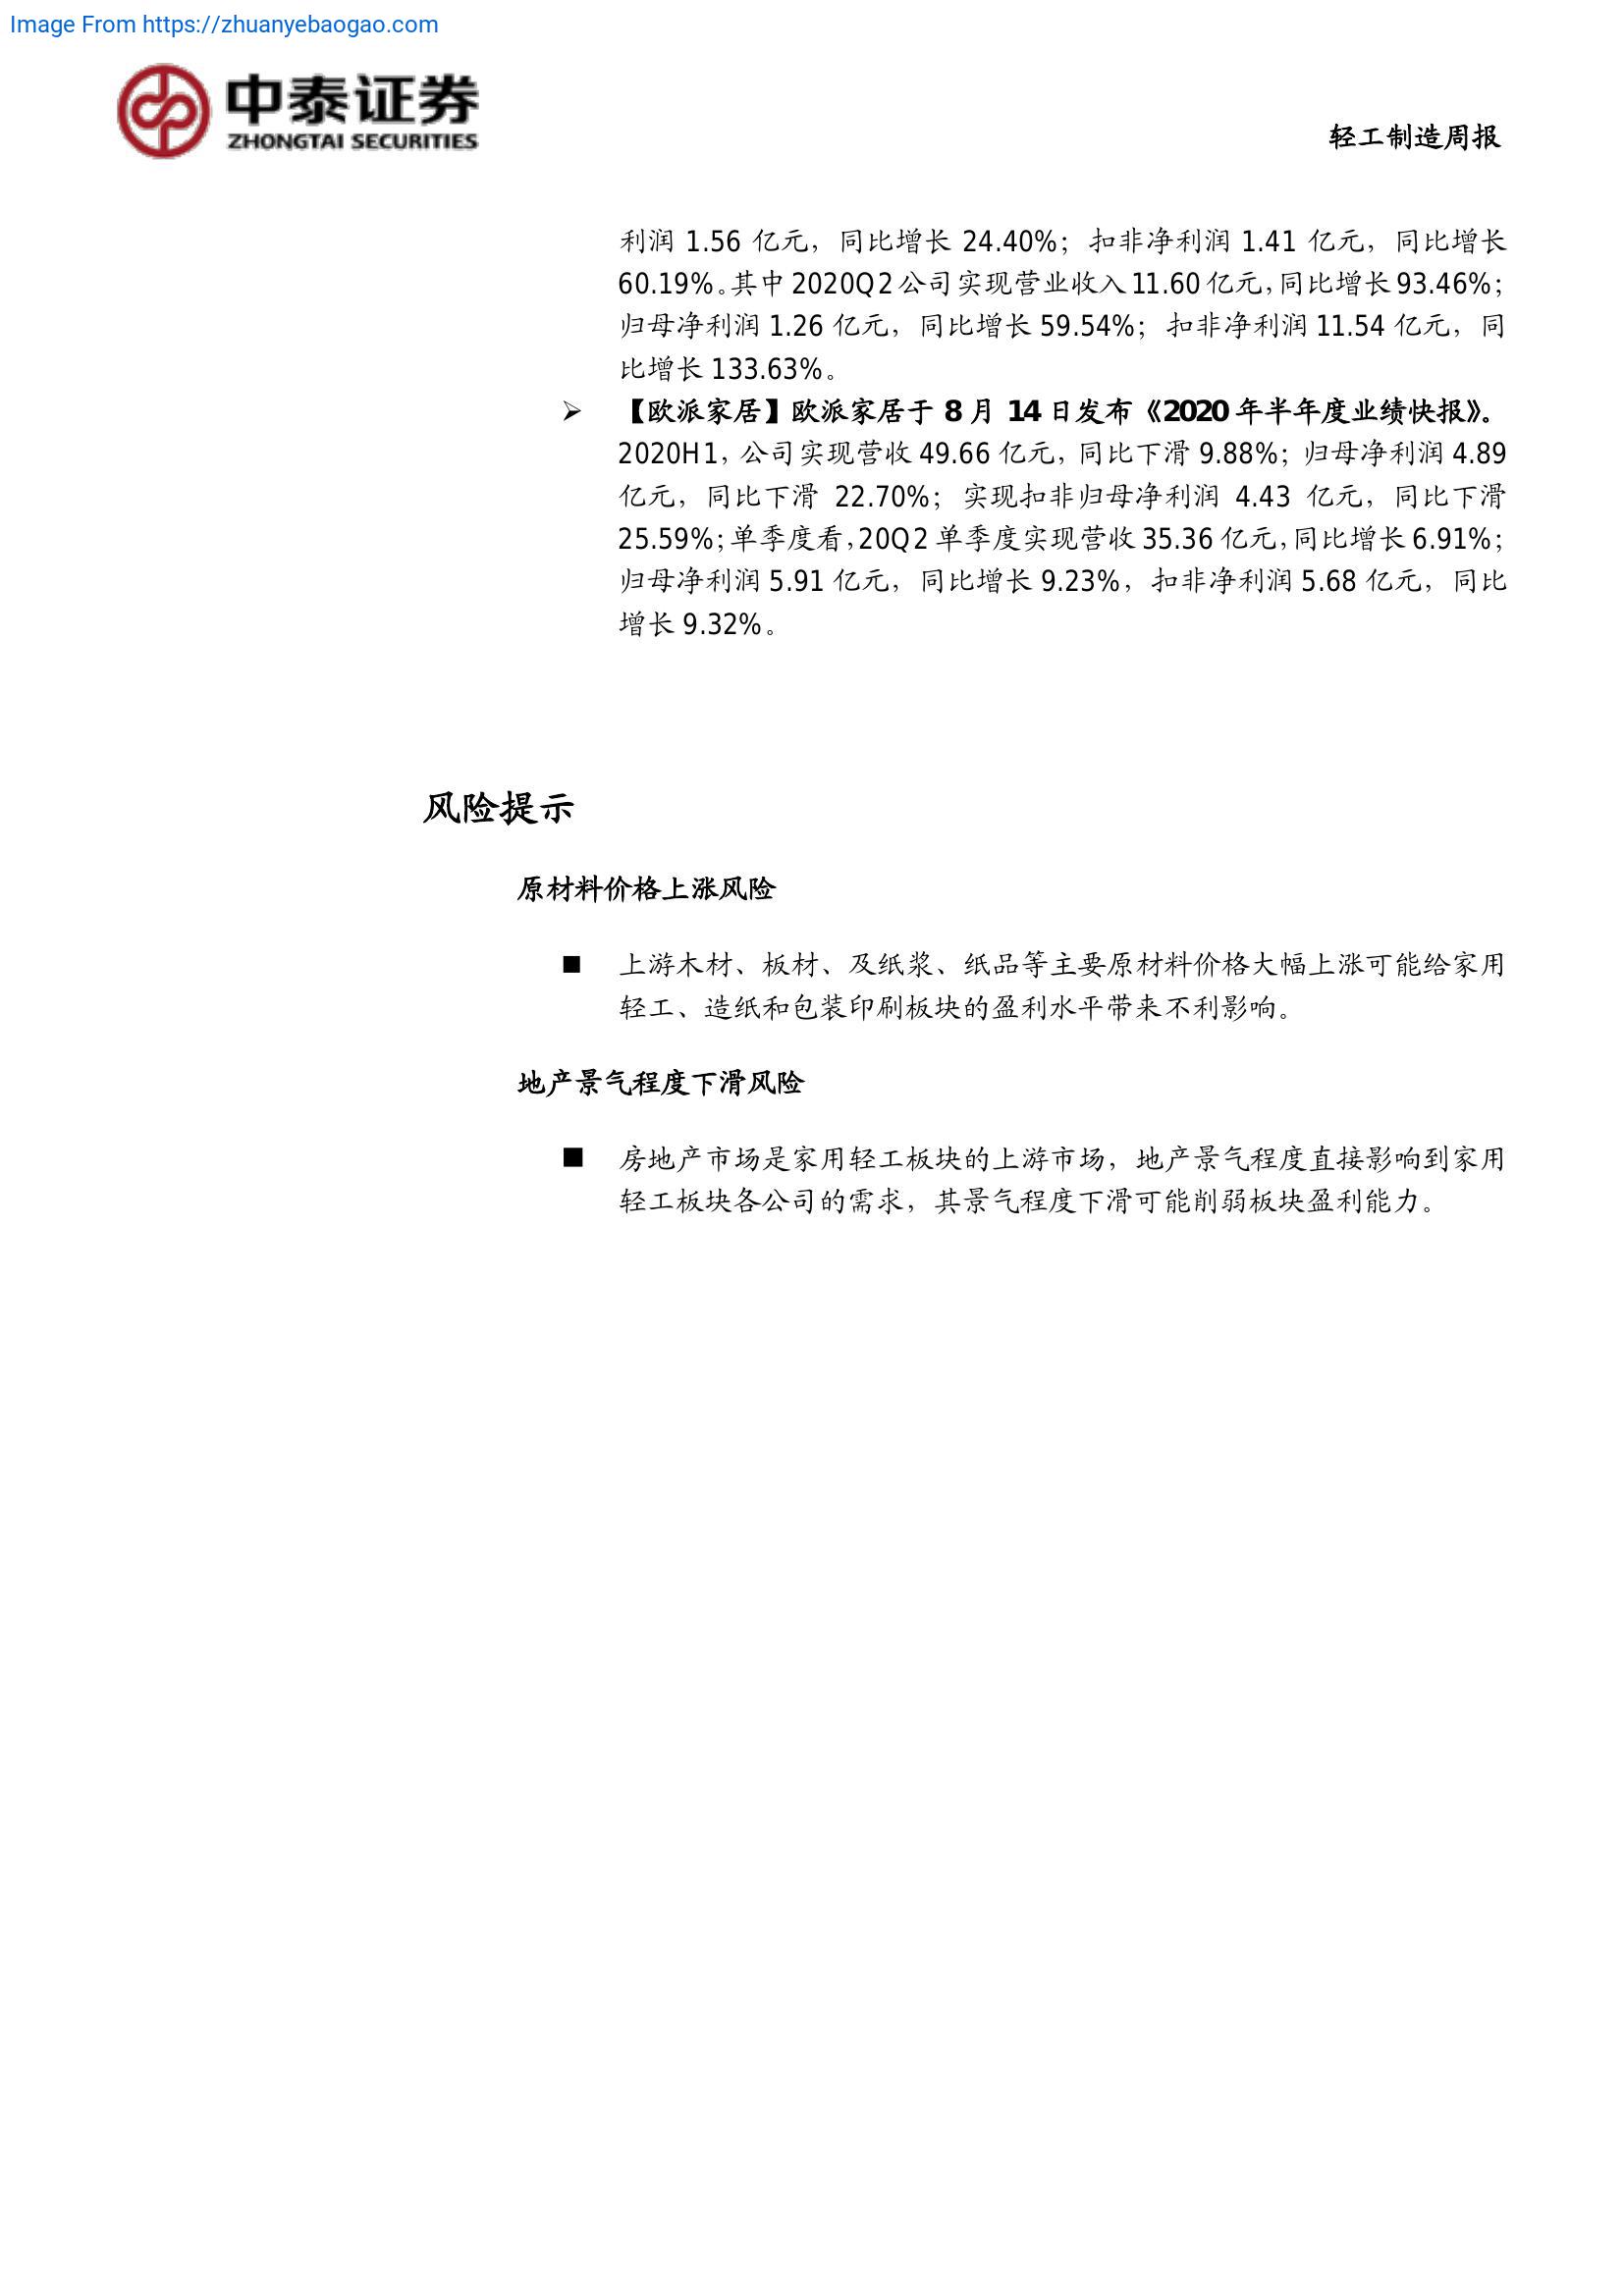 Image From https://zhuanyebaogao.com
中泰证券
ZHONGTAI SECURITIES
轻工制造周报
利润 1.56 亿元，同比增长 24.40%；扣非净利润 1.41 亿元，同比增长
60.19%。其中 2020Q2 公司实现营业收入 11.60 亿元，同比增长 93.46%；
归母净利润 1.26 亿元，同比增长 59.54%；扣非净利润 11.54 亿元，同
比增长 133.63%。
➢ 【欧派家居】欧派家居于 8 月 14 日发布《2020 年半年度业绩快报》。
2020H1，公司实现营收 49.66 亿元，同比下滑 9.88%；归母净利润 4.89
亿元，同比下滑 22.70%；实现扣非归母净利润 4.43 亿元，同比下滑
25.59%；单季度看，20Q2 单季度实现营收 35.36 亿元，同比增长 6.91%；
归母净利润 5.91 亿元，同比增长 9.23%，扣非净利润 5.68 亿元，同比
增长 9.32%。
风险提示
原材料价格上涨风险
■ 上游木材、板材、及纸浆、纸品等主要原材料价格大幅上涨可能给家用
轻工、造纸和包装印刷板块的盈利水平带来不利影响。
地产景气程度下滑风险
■ 房地产市场是家用轻工板块的上游市场，地产景气程度直接影响到家用
轻工板块各公司的需求，其景气程度下滑可能削弱板块盈利能力。